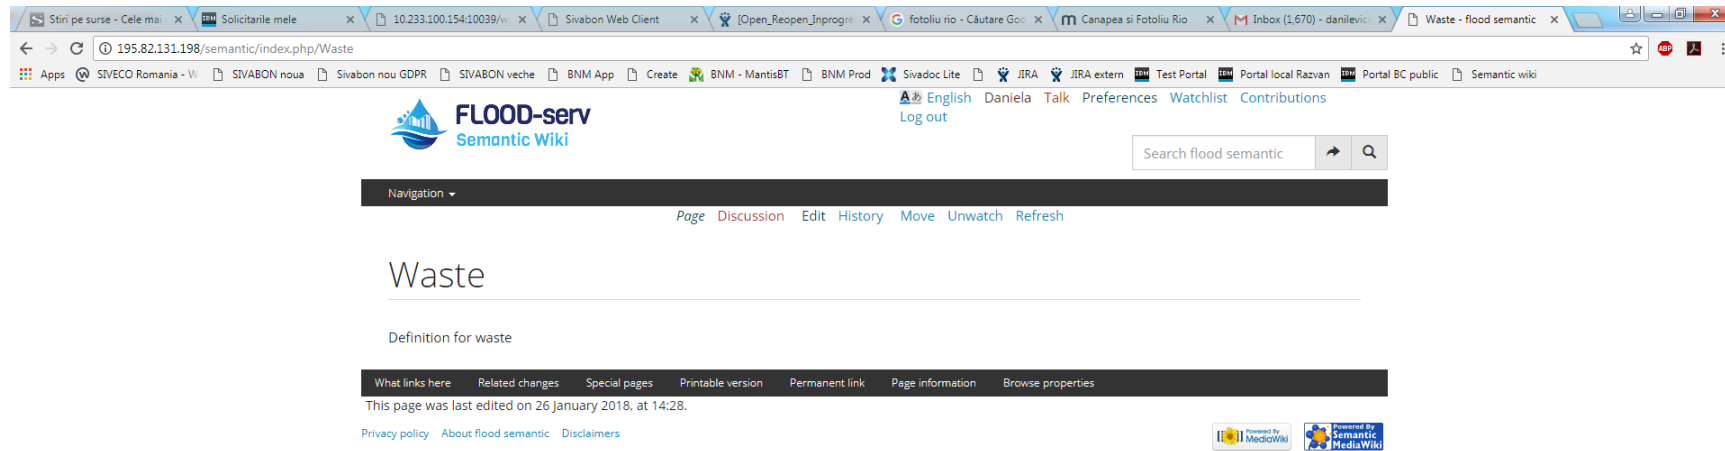 Stiri pe surse - Cele mai Solicitarile mele 10.233.100.154:10039/w Sivabon Web Client [Open_Reopen_Inprogre fotoliu rio - Căutare Goo Canapea si Fotoliu Rio Inbox (1,670) - danilevici Waste - flood semantic
195.82.131.198/semantic/index.php/Waste ABP
Apps SIVECO Romania - W SIVABON noua Sivabon nou GDPR SIVABON veche BNM App Create BNM - MantisBT BNM Prod Sivadoc Lite JIRA JIRA extern Test Portal Portal local Razvan Portal BC public Semantic wiki
FLOOD-serv
Semantic Wiki
English Daniela Talk Preferences Watchlist Contributions
Log out
Search flood semantic
Navigation
Page Discussion Edit History Move Unwatch Refresh
Waste
Definition for waste
What links here Related changes Special pages Printable version Permanent link Page information Browse properties
This page was last edited on 26 January 2018, at 14:28.
Privacy policy About flood semantic Disclaimers
Powered By MediaWiki
Powered By Semantic MediaWiki